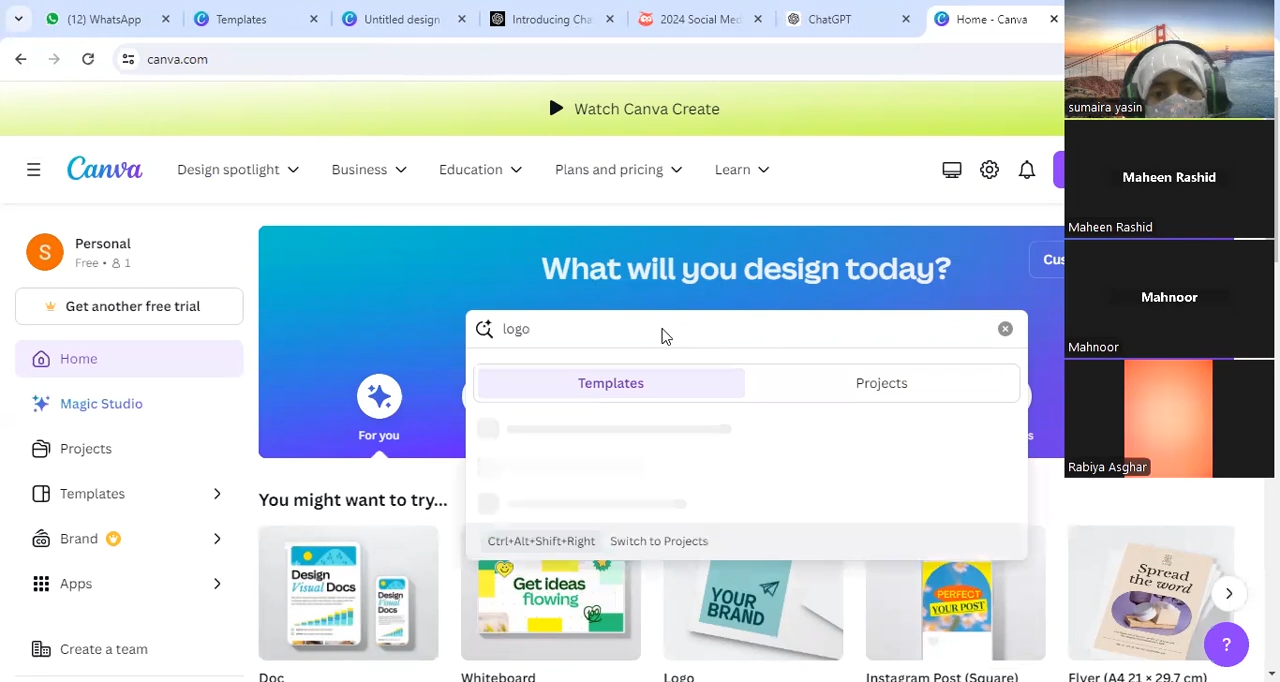 (12) WhatsApp
Templates
Untitled design
Introducing Cha
2024 Social Med
ChatGPT
Home - Canva
canva.com
Watch Canva Create
Canva
Design spotlight
Business
Education
Plans and pricing
Learn
S
Personal
Free • 1
Get another free trial
Home
Magic Studio
Projects
Templates
Brand
Apps
Create a team
What will you design today?
Cus
logo
Templates
Projects
Ctrl+Alt+Shift+Right Switch to Projects
For you
s
You might want to try...
Design
Visual Docs
Design
Visual
Docs
Doc
Get ideas
flowing
Whiteboard
YOUR
BRAND
Logo
PERFECT
YOUR POST
Instagram Post (Square)
Spread
the word
Flyer (A4 21 × 29.7 cm)
?
sumaira yasin
Maheen Rashid
Maheen Rashid
Mahnoor
Mahnoor
Rabiya Asghar